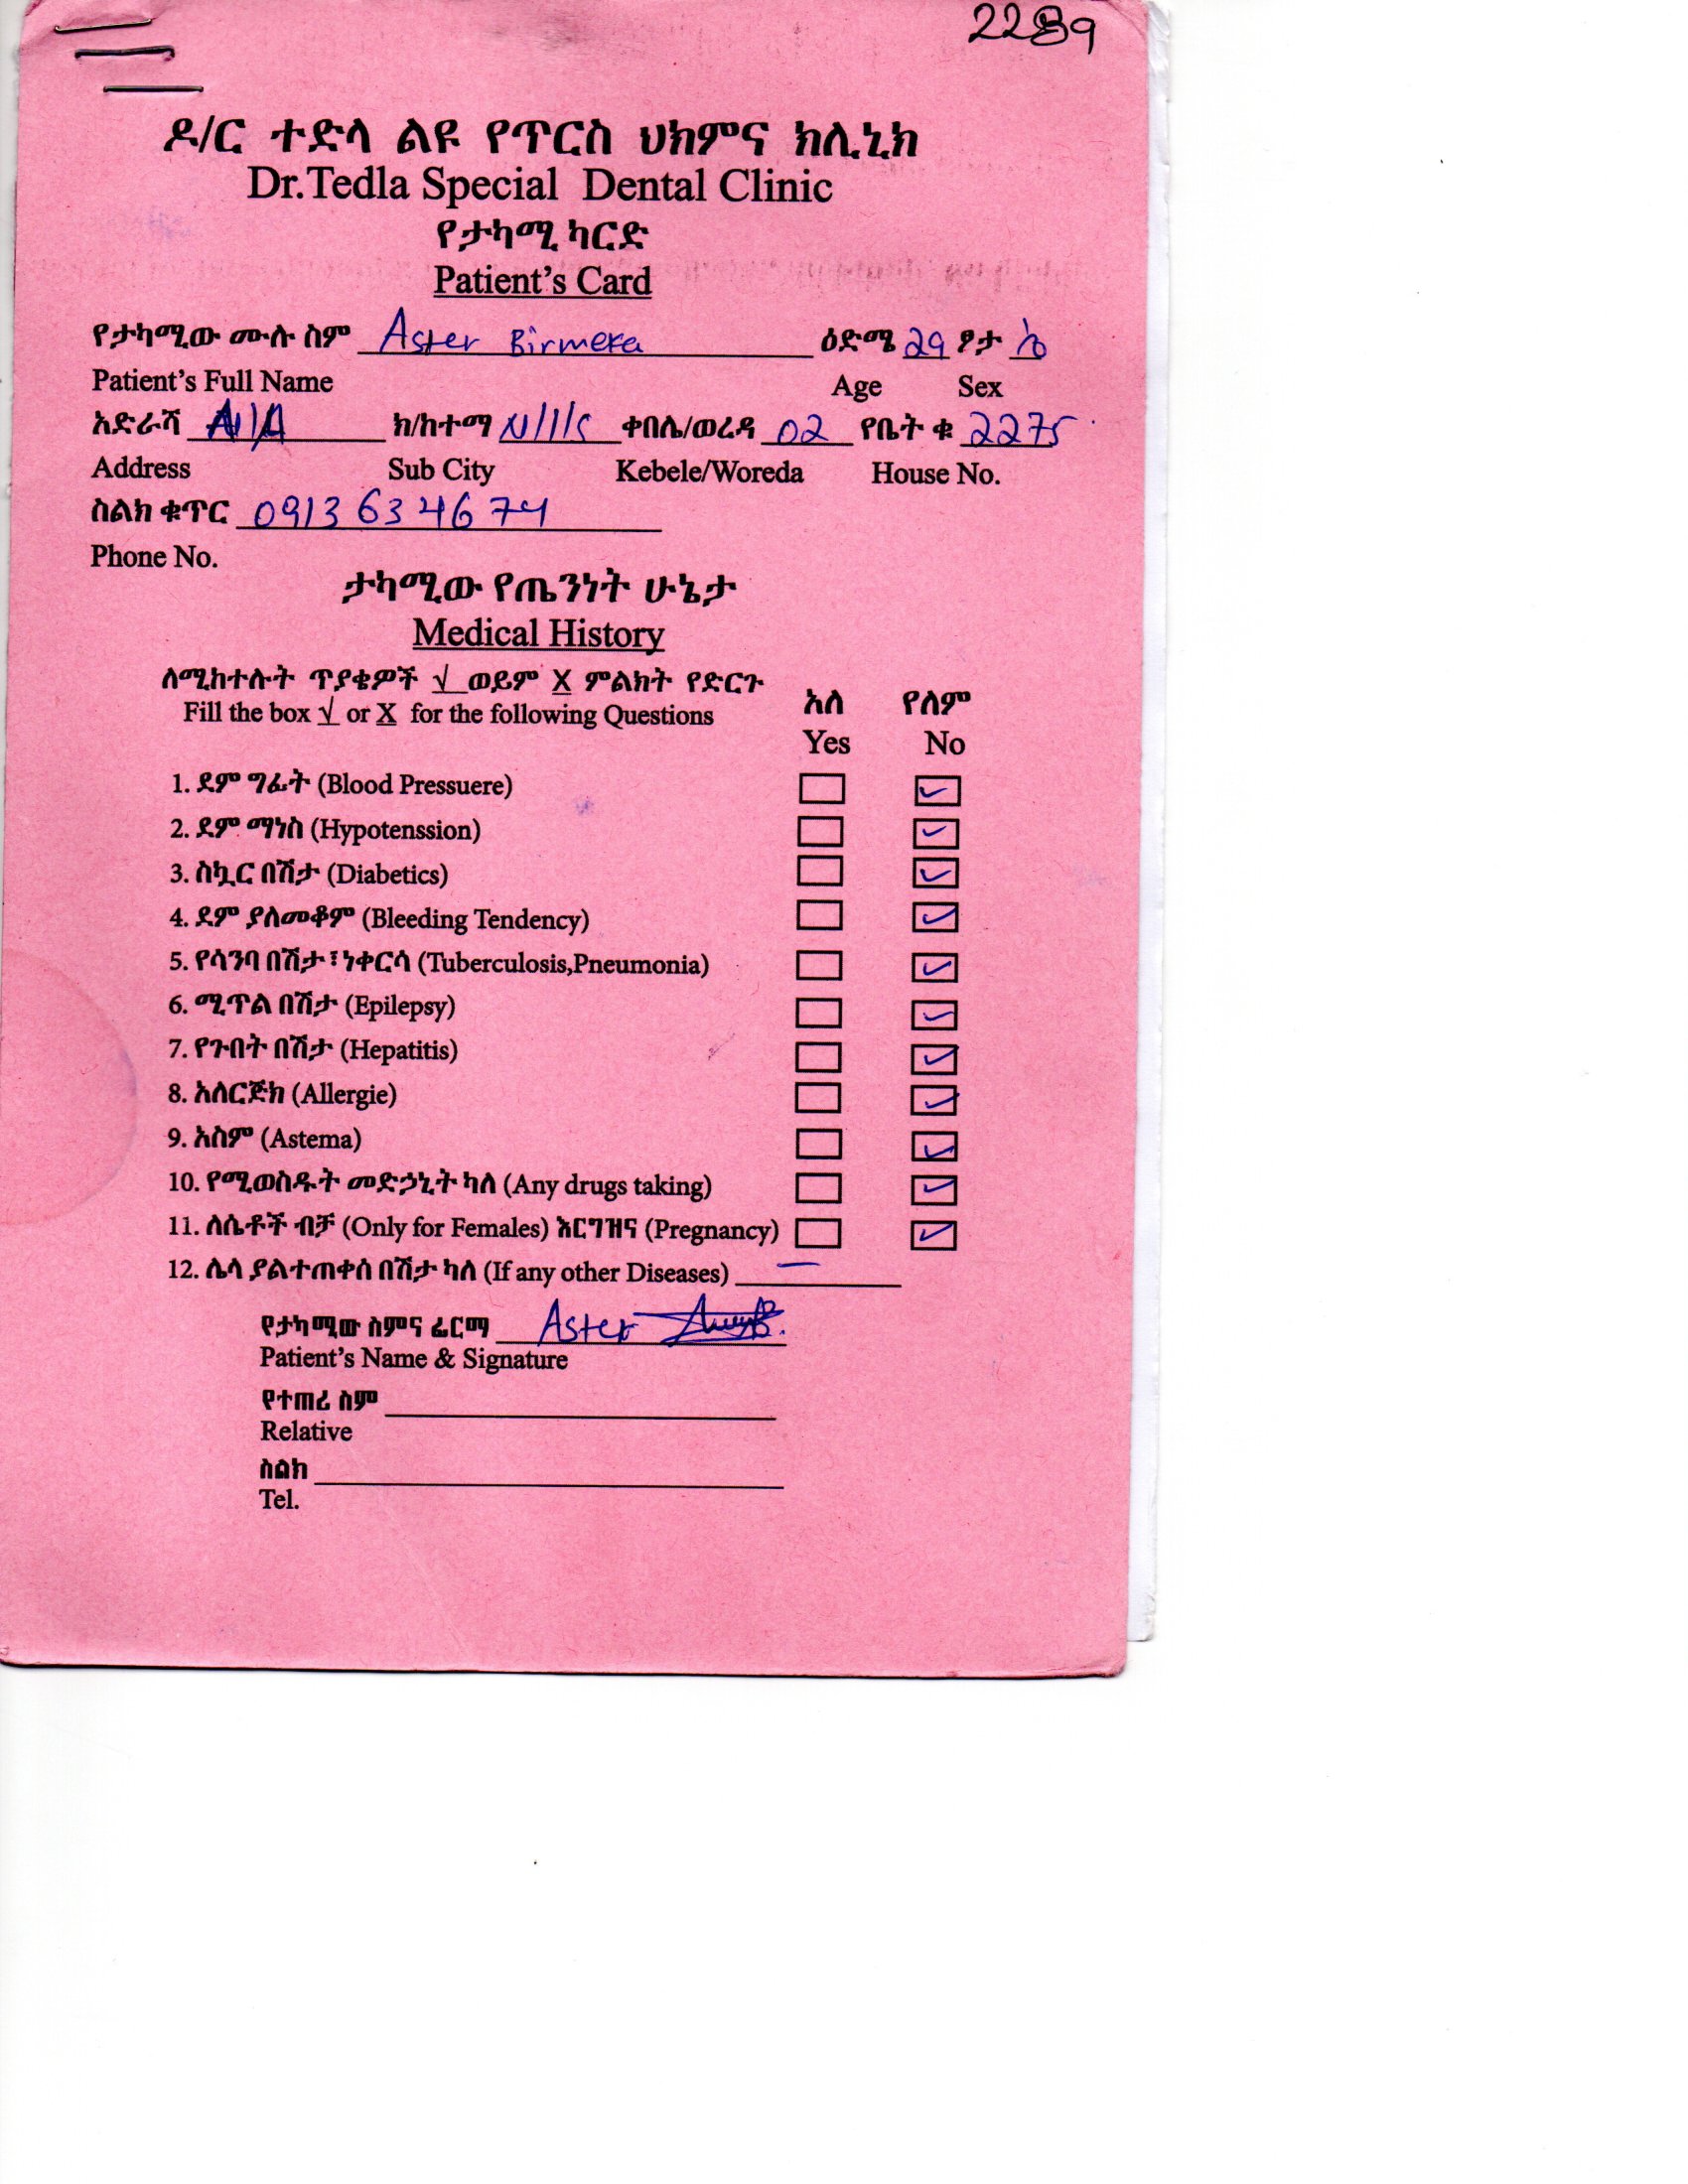 2289
ዶ/ር ተድላ ልዩ የጥርስ ህክምና ክሊኒክ
Dr.Tedla Special Dental Clinic
የታካሚ ካርድ
Patient's Card
የታካሚው ሙሉ ስም Aster Birmeka ዕድሜ 29 ፆታ
Patient's Full Name Age Sex
አድራሻ ክ/ከተማ N/l/s ቀበሌ/ወረዳ 02 የቤት ቁ 2275
Address Sub City Kebele/Woreda House No.
ስልክ ቁጥር 0913 63 46 74
Phone No.
ታካሚው የጤንነት ሁኔታ
Medical History
ለሚከተሉት ጥያቄዎች √ ወይም X ምልክት የድርጉ
Fill the box √ or X for the following Questions
አለ የለም
Yes No
1. ደም ግፊት (Blood Pressuere) ✓
2. ደም ማነስ (Hypotenssion) ✓
3. ስኳር በሽታ (Diabetics) ✓
4. ደም ያለመቆም (Bleeding Tendency) ✓
5. የሳንባ በሽታ፣ ነቀርሳ (Tuberculosis,Pneumonia) ✓
6. ሚጥል በሽታ (Epilepsy) ✓
7. የጉበት በሽታ (Hepatitis) ✓
8. አለርጅክ (Allergie) ✓
9. አስም (Astema) ✓
10. የሚወስዱት መድኃኒት ካለ (Any drugs taking) ✓
11. ለሴቶች ብቻ (Only for Females) እርግዝና (Pregnancy) ✓
12. ሌላ ያልተጠቀሰ በሽታ ካለ (If any other Diseases) —
የታካሚው ስምና ፊርማ Aster
Patient's Name & Signature
የተጠሪ ስም
Relative
ስልክ
Tel.